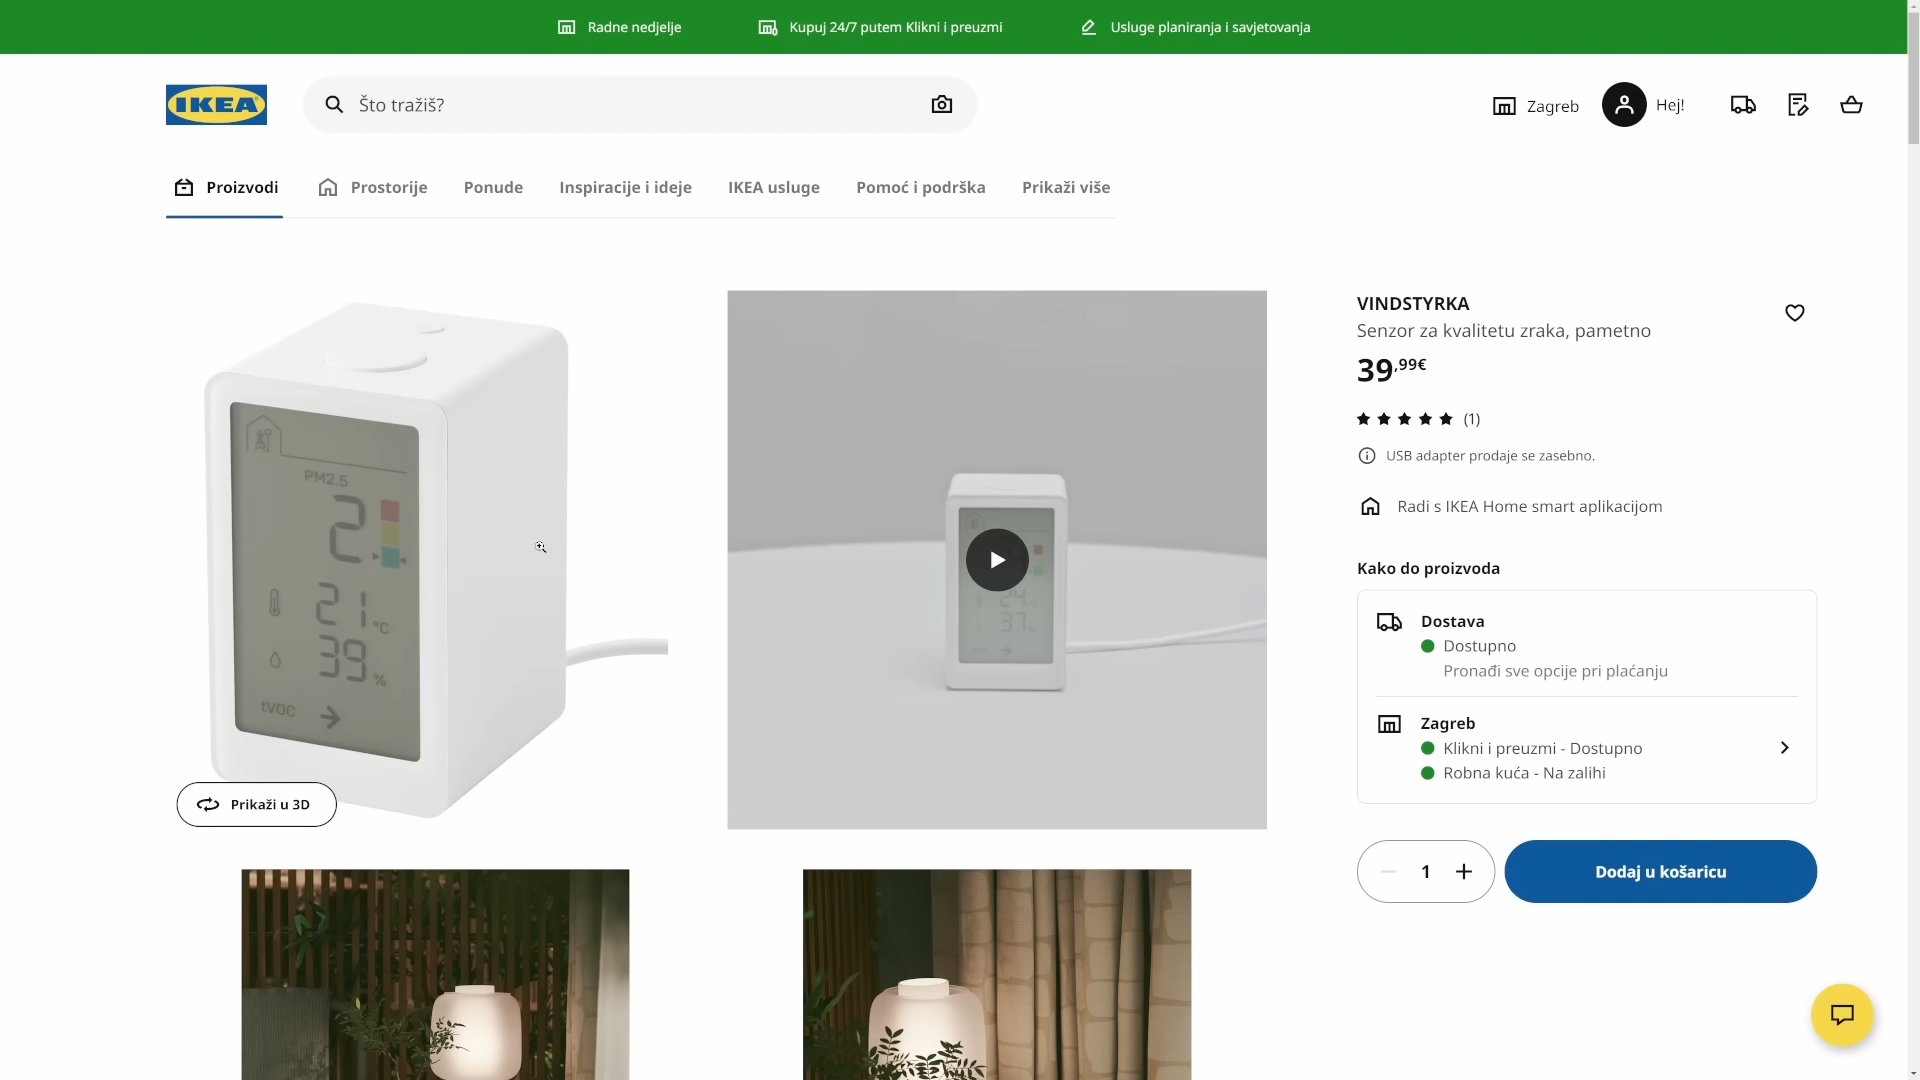 Radne nedjelje
Kupuj 24/7 putem Klikni i preuzmi
Usluge planiranja i savjetovanja
IKEA
Što tražiš?
Zagreb
Hej!
Proizvodi
Prostorije
Ponude
Inspiracije i ideje
IKEA usluge
Pomoć i podrška
Prikaži više
PM2.5
2
21 °C
39 %
tVOC
Prikaži u 3D
24
37
VINDSTYRKA
Senzor za kvalitetu zraka, pametno
39,99€
(1)
USB adapter prodaje se zasebno.
Radi s IKEA Home smart aplikacijom
Kako do proizvoda
Dostava
Dostupno
Pronađi sve opcije pri plaćanju
Zagreb
Klikni i preuzmi - Dostupno
Robna kuća - Na zalihi
1
Dodaj u košaricu